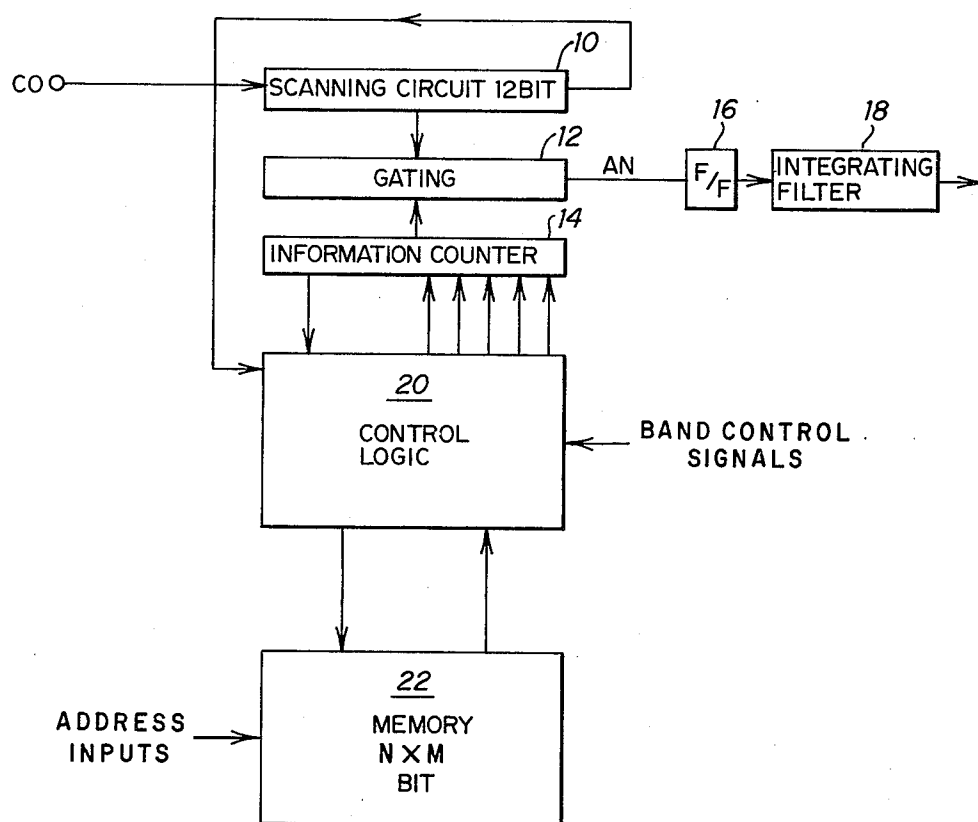 10
CO
SCANNING CIRCUIT 12BIT
12
16
18
GATING
AN
F/F
INTEGRATING
FILTER
14
INFORMATION COUNTER
20
CONTROL
LOGIC
BAND CONTROL
SIGNALS
22
MEMORY
N X M
BIT
ADDRESS
INPUTS